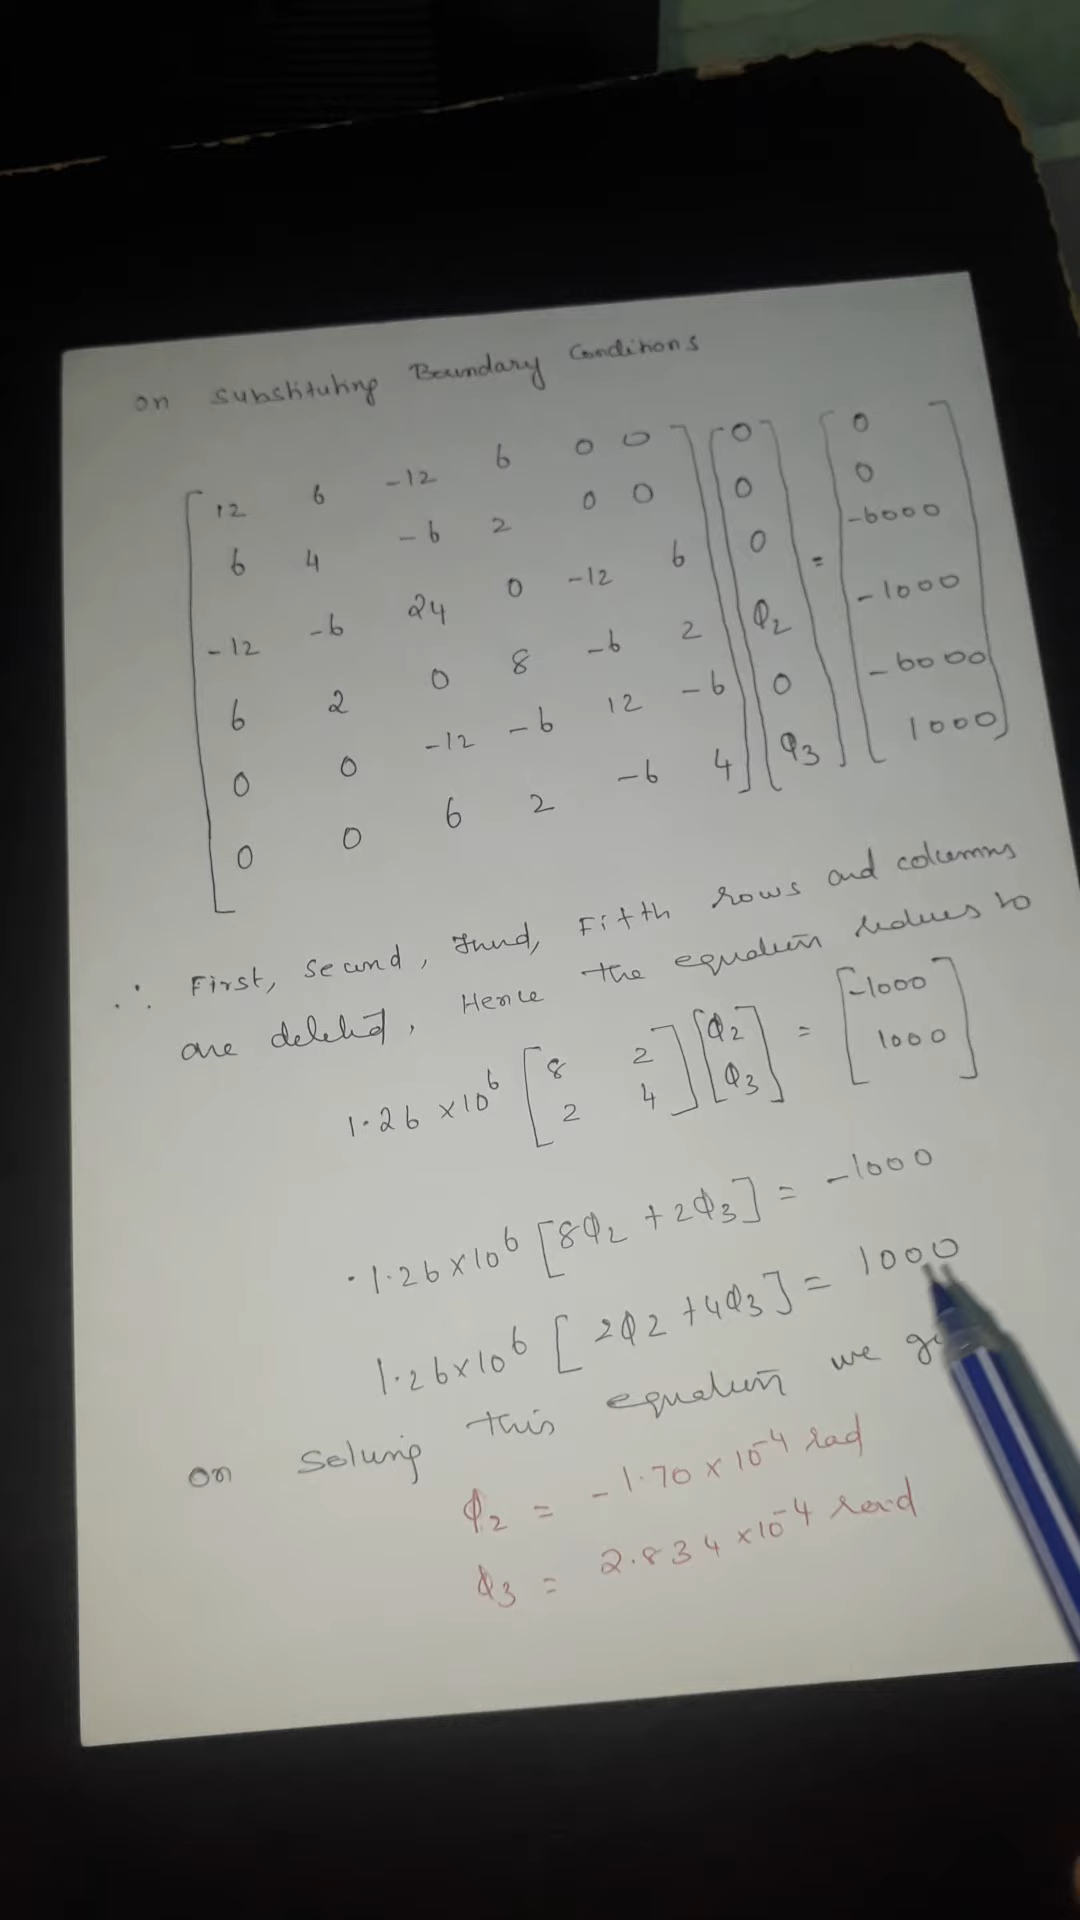 on substituting Boundary Conditions
12 6 -12 6 0 0 0 0
6 4 -6 2 0 0 0 0
-12 -6 24 0 -12 6 0 = -6000
6 2 0 8 -6 2 φ2 -1000
0 0 -12 -6 12 -6 0 -6000
0 0 6 2 -6 4 φ3 1000
∴ First, second, Third, Fifth rows and columns
are deleted, Hence the equation reduces to
1.26 × 10^6 [8 2 2 4] [φ2 φ3] = [-1000 1000]
1.26 × 10^6 [8φ2 + 2φ3] = -1000
1.26 × 10^6 [2φ2 + 4φ3] = 1000
on solving this equation we
φ2 = -1.70 × 10^-4 rad
φ3 = 2.834 × 10^-4 rad